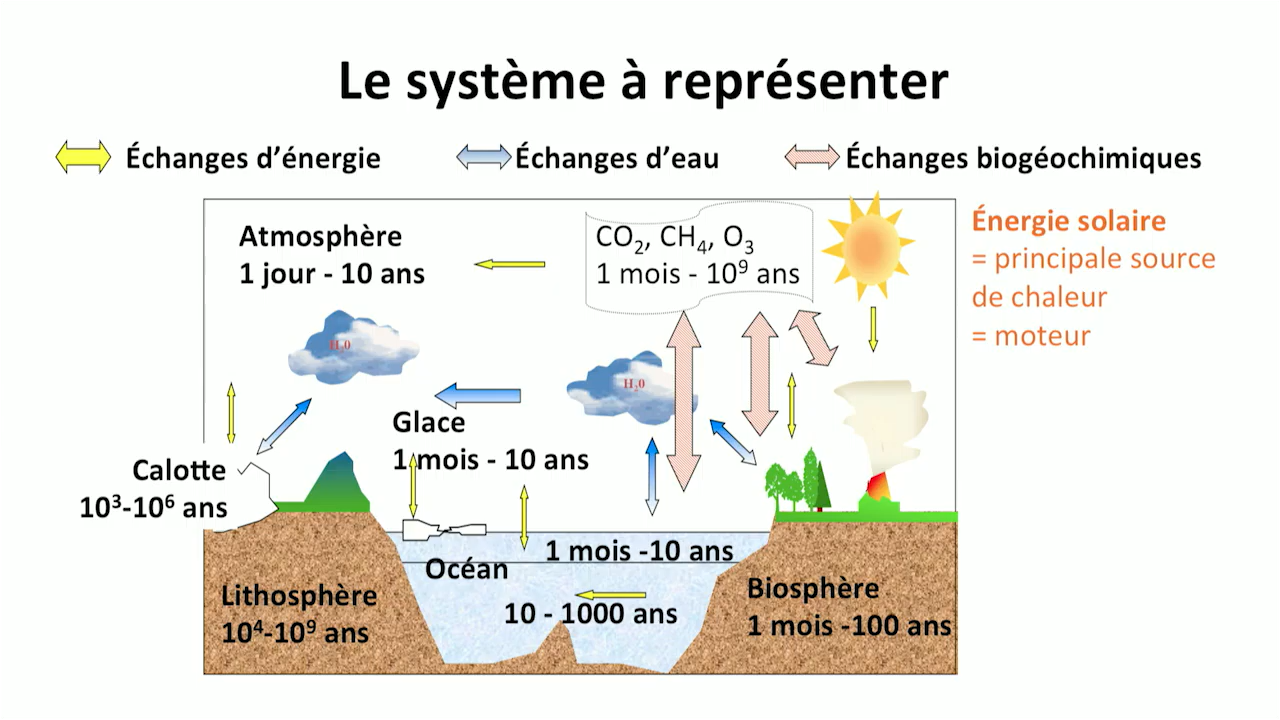 Le système à représenter
Échanges d’énergie
Échanges d’eau
Échanges biogéochimiques
Atmosphère
1 jour - 10 ans
CO₂, CH₄, O₃
1 mois - 10⁹ ans
Énergie solaire
= principale source
de chaleur
= moteur
H₂0
H₂0
Glace
1 mois - 10 ans
Calotte
10³-10⁶ ans
1 mois -10 ans
Océan
10 - 1000 ans
Lithosphère
10⁴-10⁹ ans
Biosphère
1 mois -100 ans